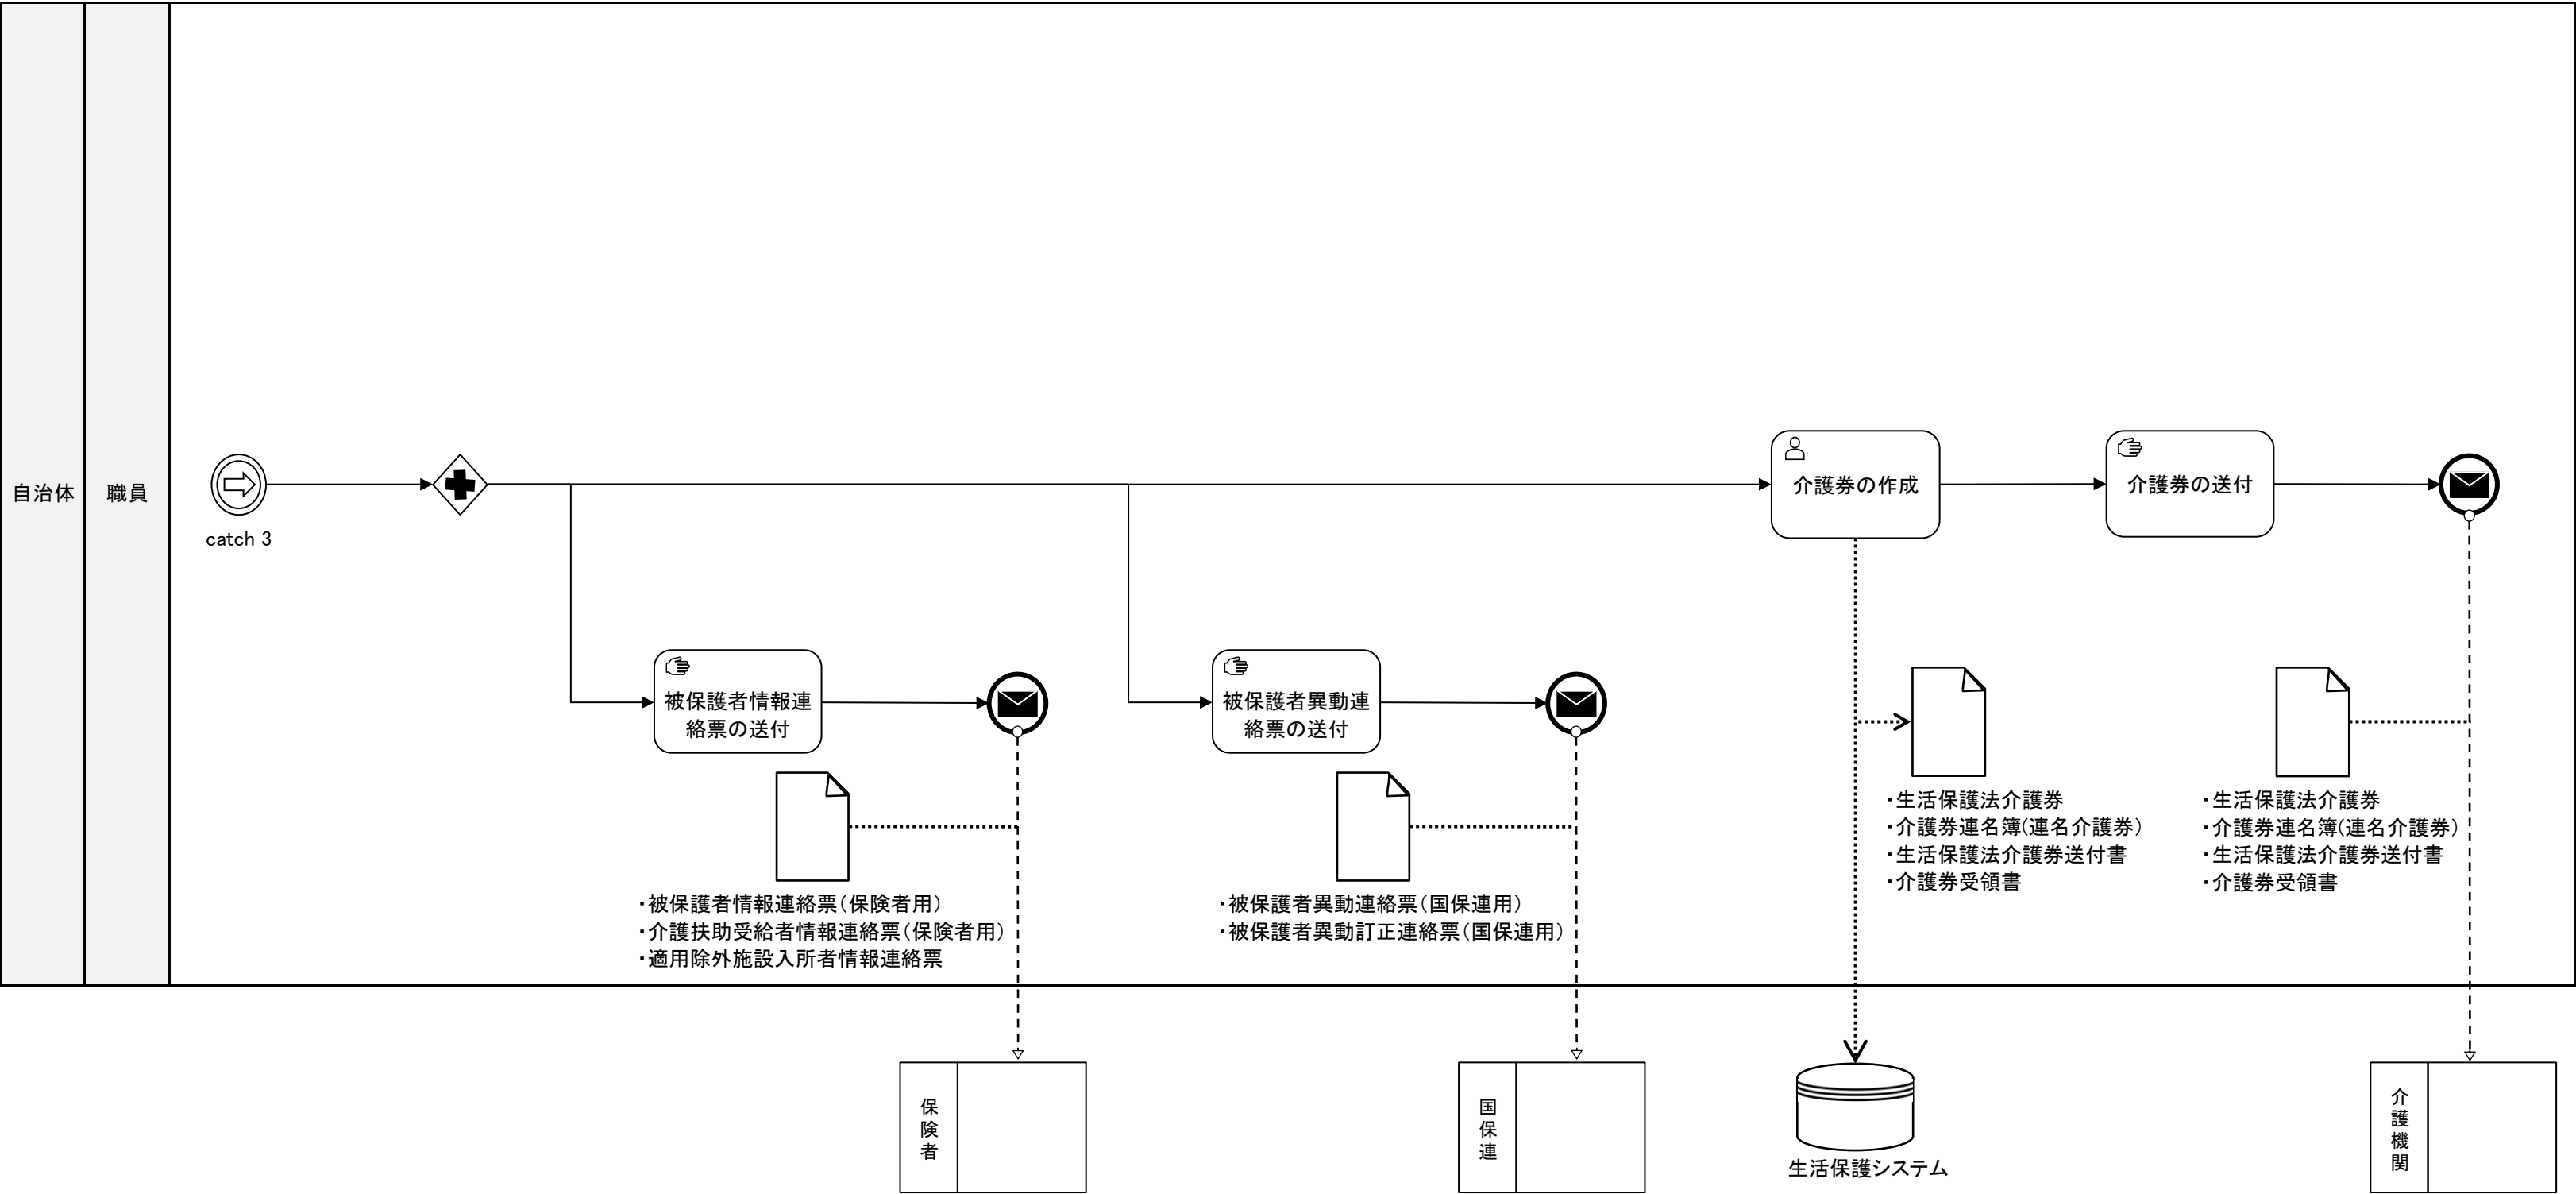 自治体
職員
catch 3
介護券の作成
介護券の送付
被保護者情報連
絡票の送付
被保護者異動連
絡票の送付
・生活保護法介護券
・介護券連名簿(連名介護券)
・生活保護法介護券送付書
・介護券受領書
・生活保護法介護券
・介護券連名簿(連名介護券)
・生活保護法介護券送付書
・介護券受領書
・被保護者情報連絡票(保険者用)
・介護扶助受給者情報連絡票(保険者用)
・適用除外施設入所者情報連絡票
・被保護者異動連絡票(国保連用)
・被保護者異動訂正連絡票(国保連用)
保険者
国保連
生活保護システム
介護機関